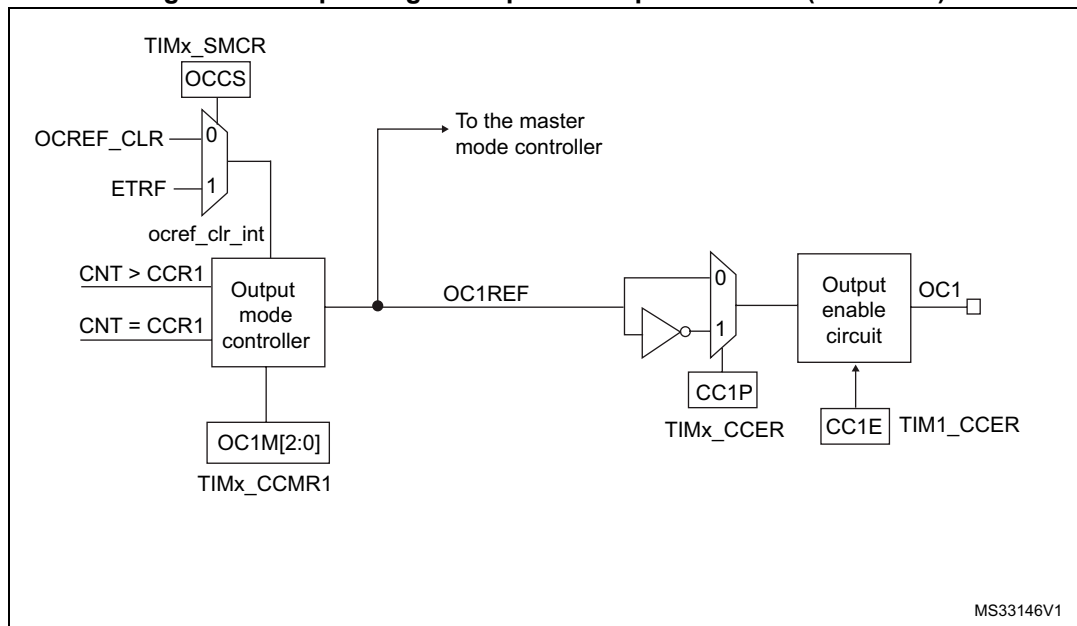 TIMx_SMCR
OCCS
OCREF_CLR
0
ETRF
1
ocref_clr_int
To the master
mode controller
CNT > CCR1
CNT = CCR1
Output
mode
controller
OC1REF
0
1
Output
enable
circuit
OC1
CC1P
TIMx_CCER
CC1E
TIM1_CCER
OC1M[2:0]
TIMx_CCMR1
MS33146V1